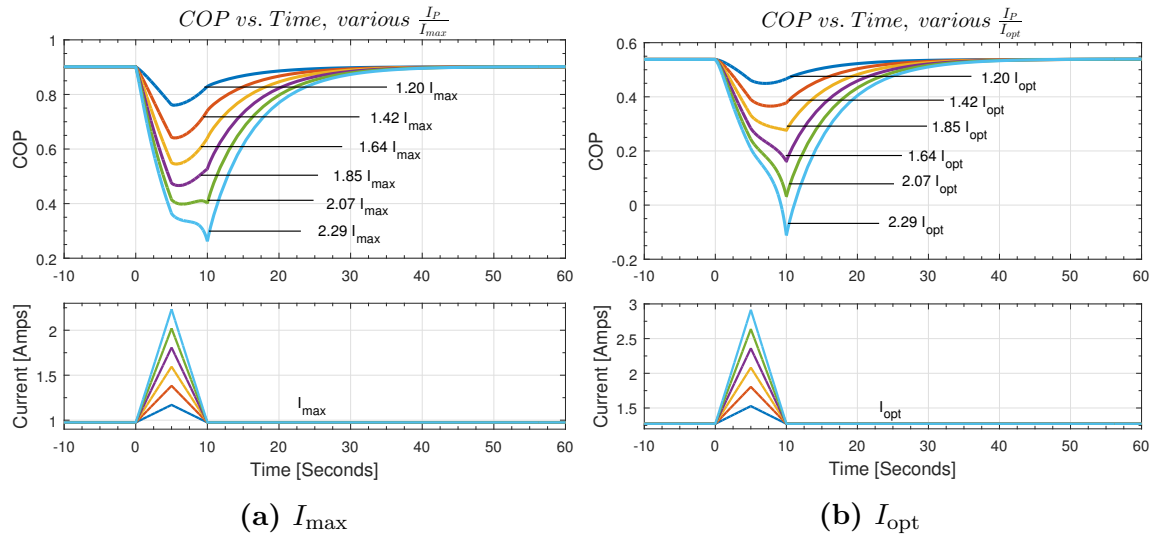 COP vs. Time, various I_P/I_max
1
0.8
COP
0.6
0.4
0.2
1.20 I_max
1.42 I_max
1.64 I_max
1.85 I_max
2.07 I_max
2.29 I_max
-10 0 10 20 30 40 50 60
2
1.5
1
Current [Amps]
I_max
-10 0 10 20 30 40 50 60
Time [Seconds]
(a) I_max
COP vs. Time, various I_P/I_opt
0.6
0.4
COP
0.2
0
-0.2
1.20 I_opt
1.42 I_opt
1.85 I_opt
1.64 I_opt
2.07 I_opt
2.29 I_opt
-10 0 10 20 30 40 50 60
Time [Seconds]
3
2.5
2
1.5
Current [Amps]
I_opt
-10 0 10 20 30 40 50 60
Time [Seconds]
(b) I_opt